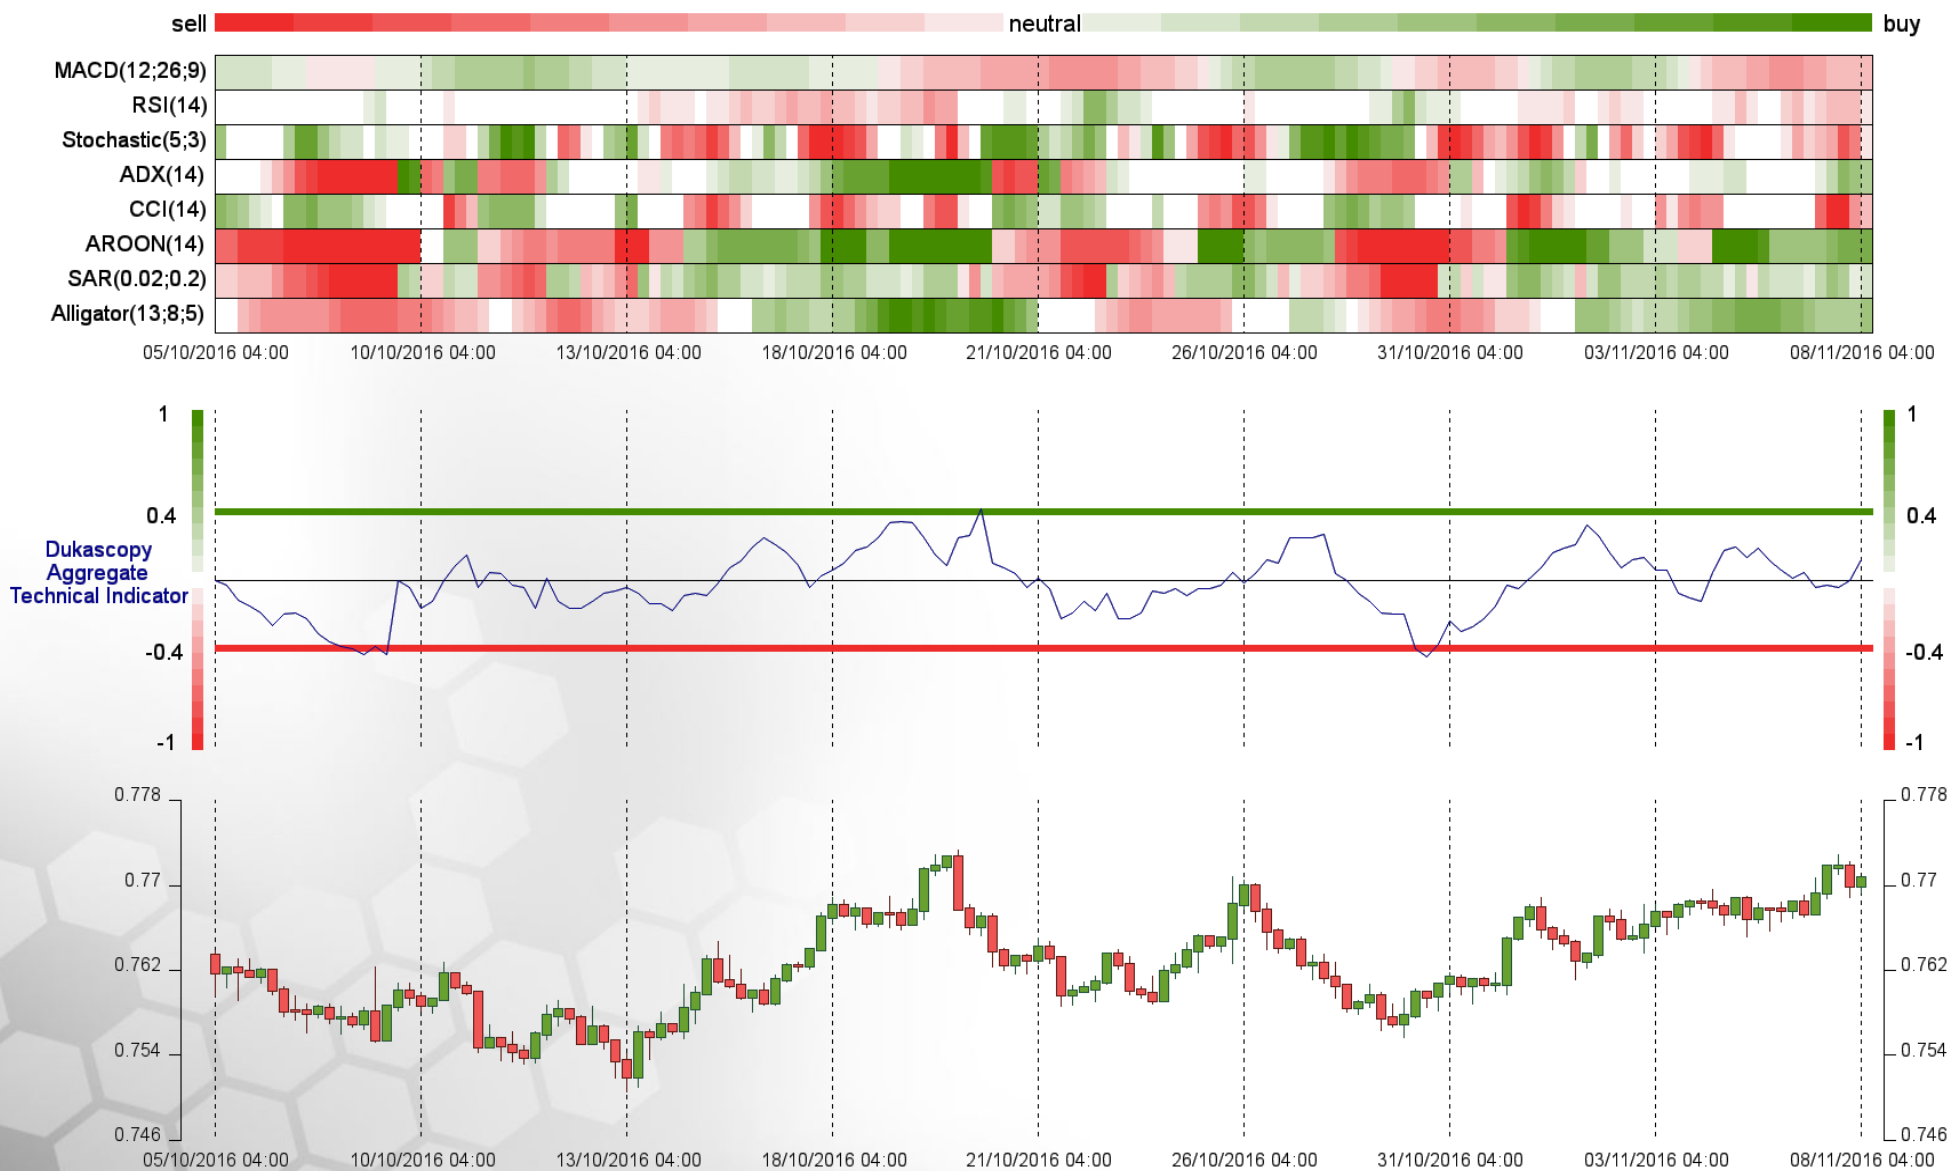 sell neutral buy
MACD(12;26;9)
RSI(14)
Stochastic(5;3)
ADX(14)
CCI(14)
AROON(14)
SAR(0.02;0.2)
Alligator(13;8;5)
05/10/2016 04:00 10/10/2016 04:00 13/10/2016 04:00 18/10/2016 04:00 21/10/2016 04:00 26/10/2016 04:00 31/10/2016 04:00 03/11/2016 04:00 08/11/2016 04:00
1 1
0.4 0.4
Dukascopy
Aggregate
Technical Indicator
-0.4 -0.4
-1 -1
0.778 0.778
0.77 0.77
0.762 0.762
0.754 0.754
0.746 0.746
05/10/2016 04:00 10/10/2016 04:00 13/10/2016 04:00 18/10/2016 04:00 21/10/2016 04:00 26/10/2016 04:00 31/10/2016 04:00 03/11/2016 04:00 08/11/2016 04:00